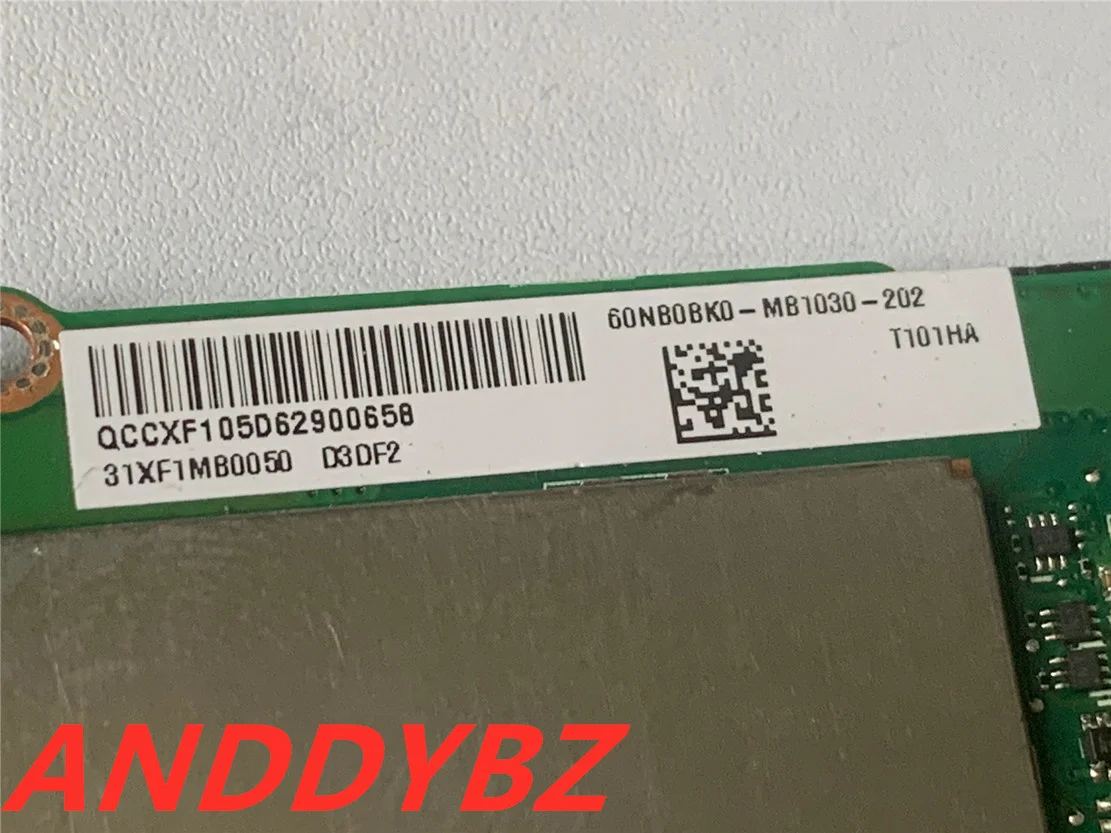 60NB0BK0-MB1030-202
T101HA
QCCXF105D62900658
31XF1MB0050 D3DF2
ANDDYBZ